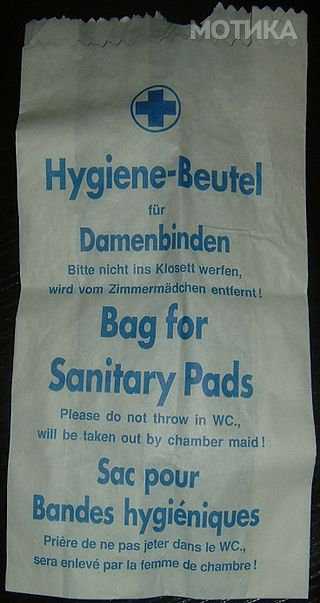 МОТИКА
Hygiene-Beutel
für
Damenbinden
Bitte nicht ins Klosett werfen,
wird vom Zimmermädchen entfernt!
Bag for
Sanitary Pads
Please do not throw in WC.,
will be taken out by chamber maid!
Sac pour
Bandes hygiéniques
Prière de ne pas jeter dans le WC.,
sera enlevé par la femme de chambre!